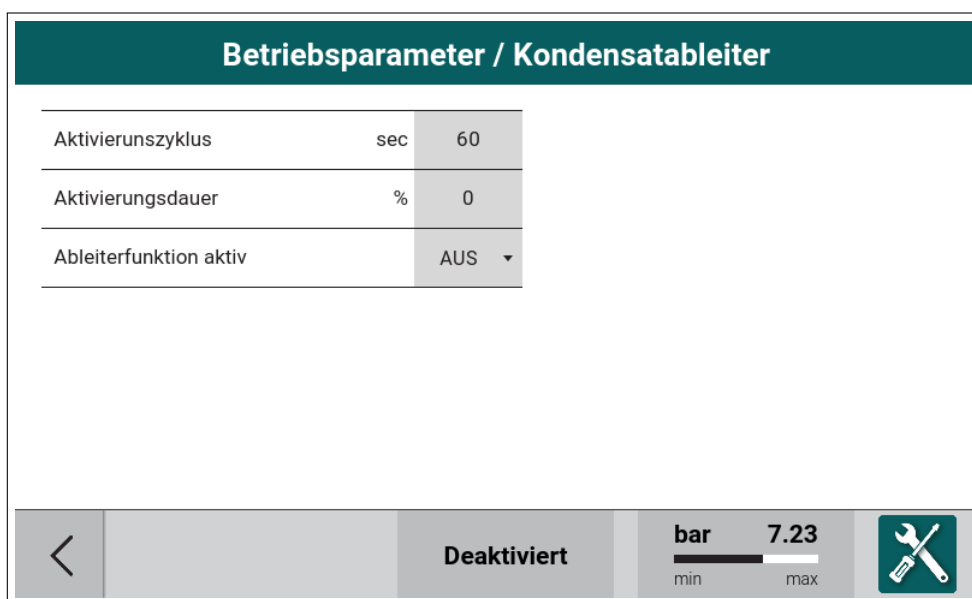 Betriebsparameter / Kondensatableiter
Aktivierunszyklus sec 60
Aktivierungsdauer % 0
Ableiterfunktion aktiv AUS
Deaktiviert
bar 7.23
min max